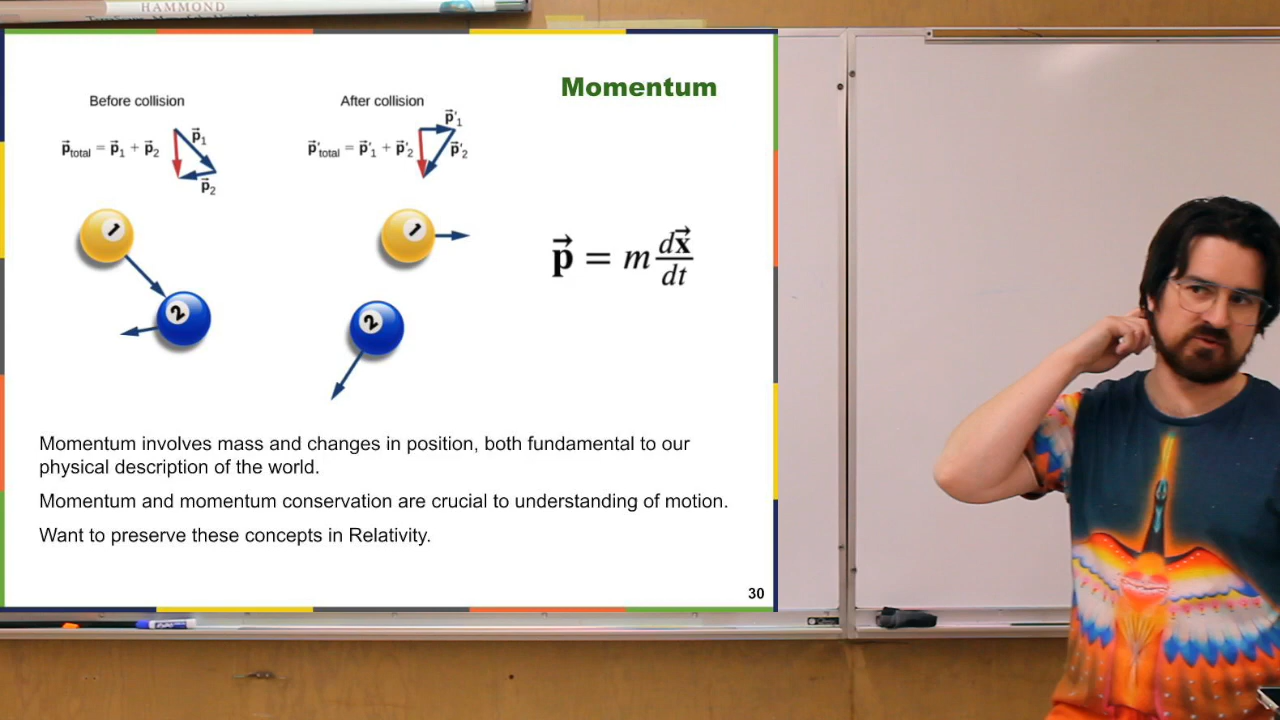 HAMMOND
Momentum
Before collision
After collision
p⃗total = p⃗1 + p⃗2
p⃗1
p⃗2
p⃗'total = p⃗'1 + p⃗'2
p⃗'1
p⃗'2
1
2
1
2
p⃗ = m dx⃗/dt
Momentum involves mass and changes in position, both fundamental to our
physical description of the world.
Momentum and momentum conservation are crucial to understanding of motion.
Want to preserve these concepts in Relativity.
30